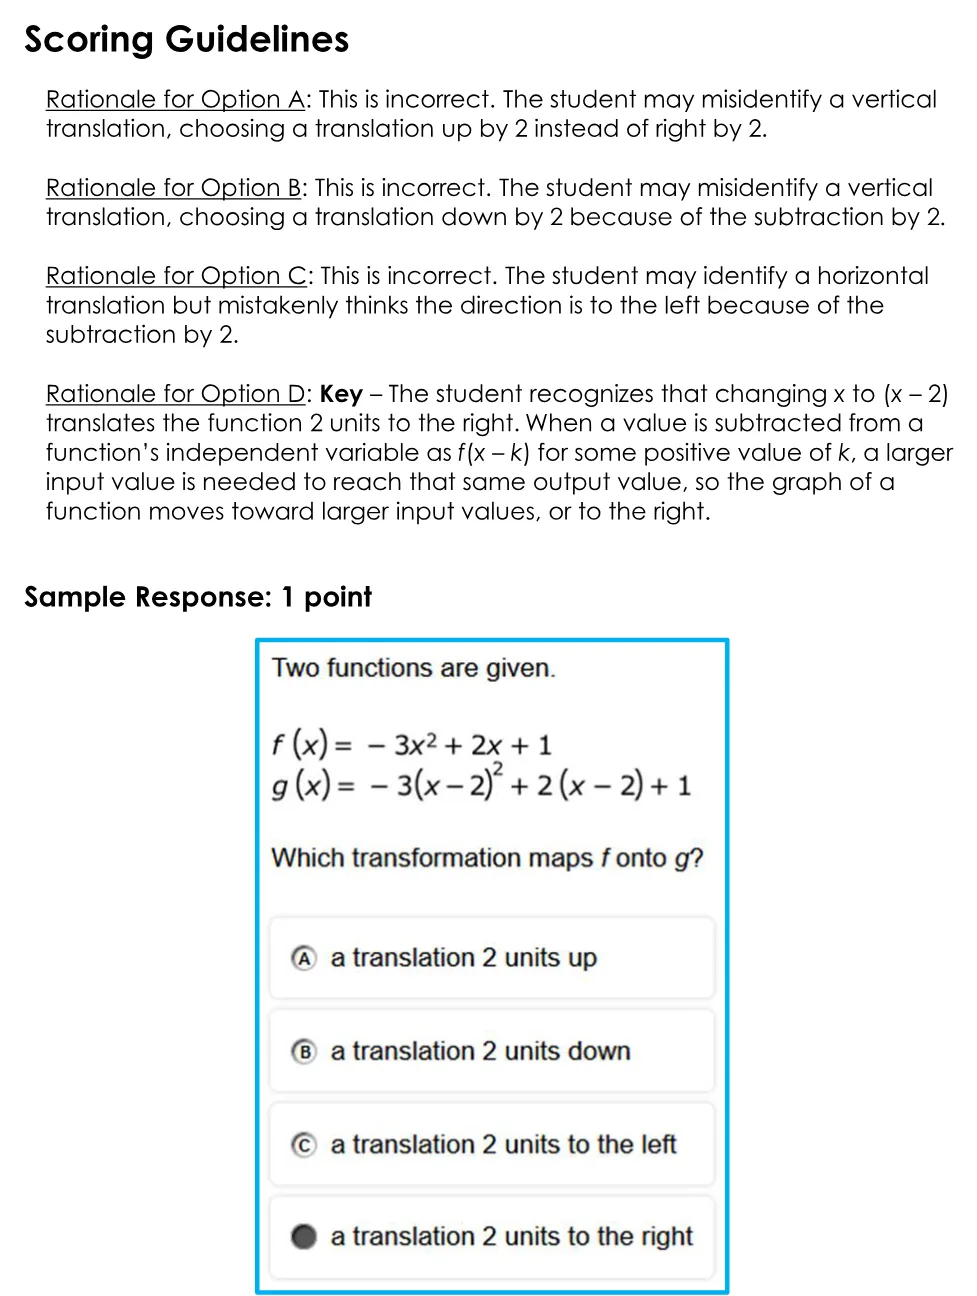 Scoring Guidelines
Rationale for Option A: This is incorrect. The student may misidentify a vertical
translation, choosing a translation up by 2 instead of right by 2.
Rationale for Option B: This is incorrect. The student may misidentify a vertical
translation, choosing a translation down by 2 because of the subtraction by 2.
Rationale for Option C: This is incorrect. The student may identify a horizontal
translation but mistakenly thinks the direction is to the left because of the
subtraction by 2.
Rationale for Option D: Key – The student recognizes that changing x to (x – 2)
translates the function 2 units to the right. When a value is subtracted from a
function’s independent variable as f(x – k) for some positive value of k, a larger
input value is needed to reach that same output value, so the graph of a
function moves toward larger input values, or to the right.
Sample Response: 1 point
Two functions are given.
f (x) = – 3x² + 2x + 1
g (x) = – 3(x – 2)² + 2 (x – 2) + 1
Which transformation maps f onto g?
A a translation 2 units up
B a translation 2 units down
C a translation 2 units to the left
a translation 2 units to the right